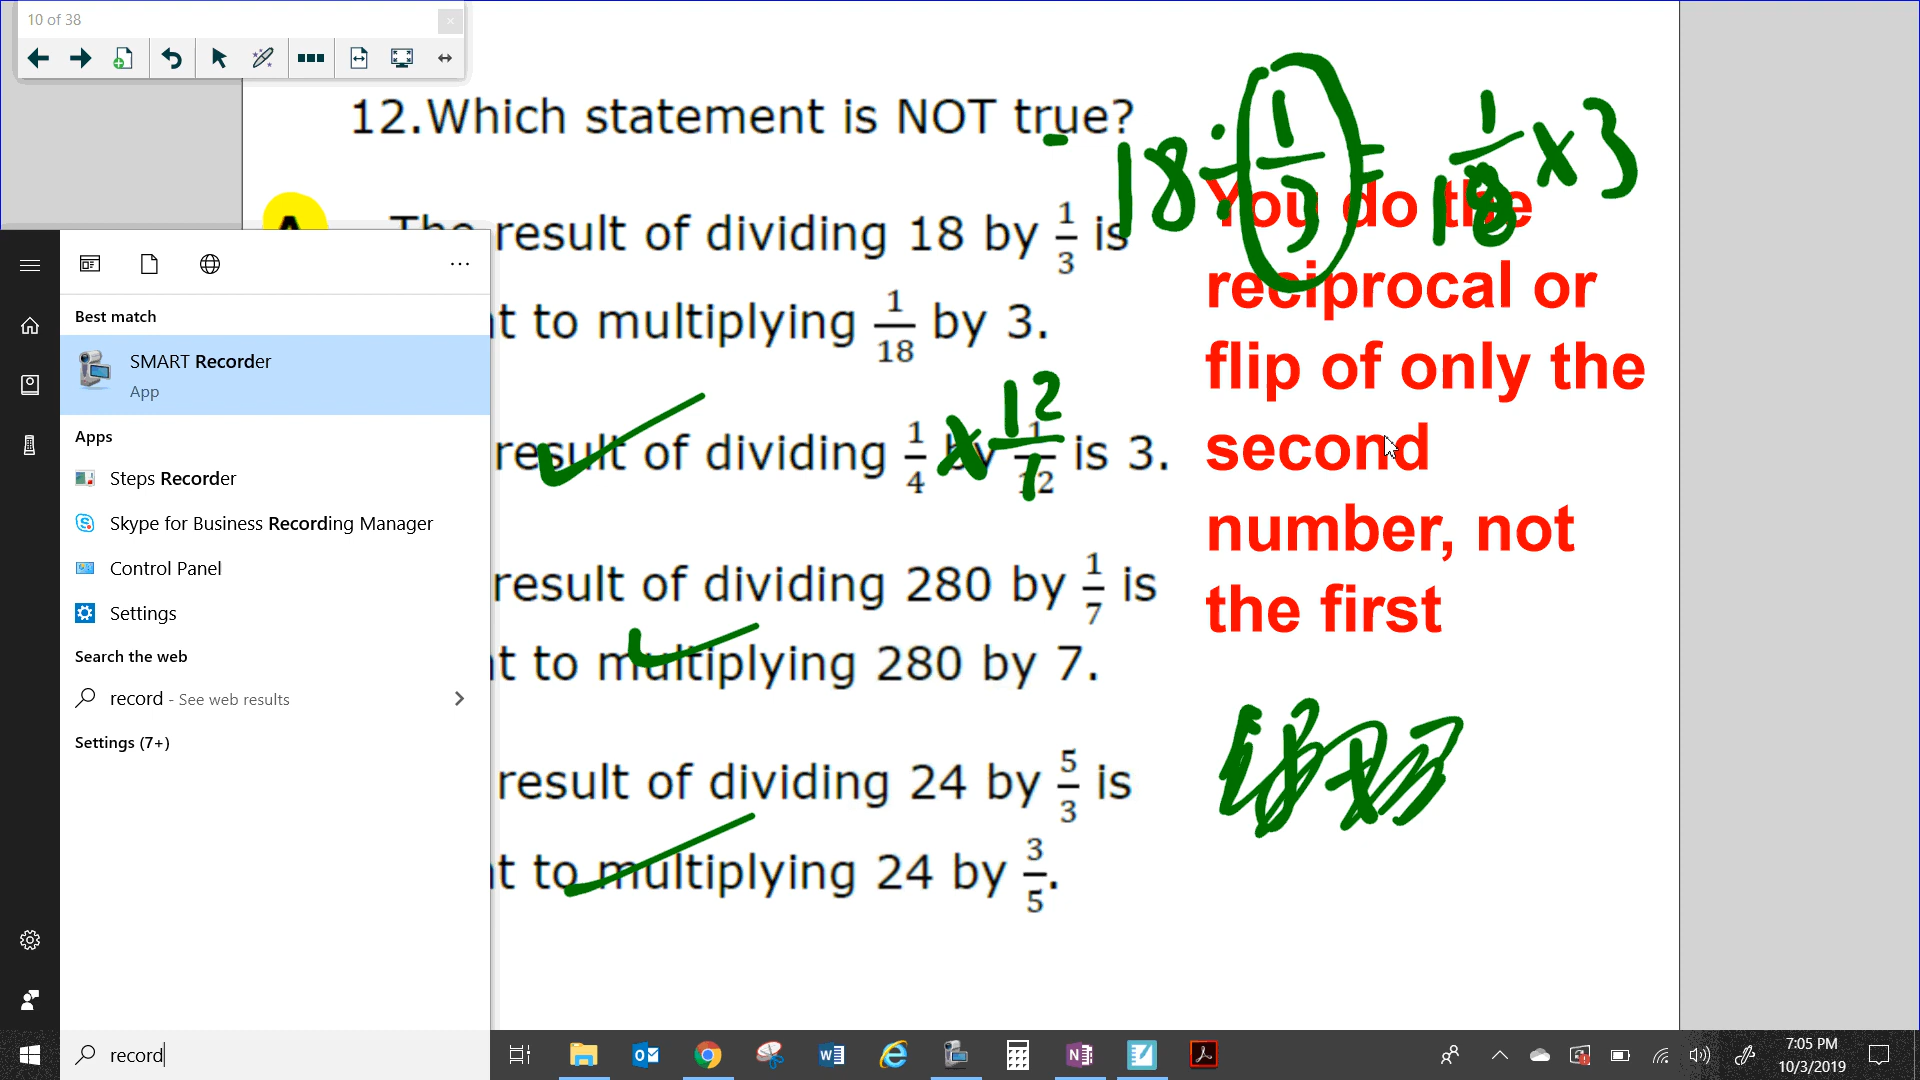 10 of 38
12.Which statement is NOT true?
18 ÷ 1/3 = 1/18 x 3
A The result of dividing 18 by 1/3 is
t to multiplying 1/18 by 3.
result of dividing 1/4 by 1/12 is 3.
x 12/1
result of dividing 280 by 1/7 is
t to multiplying 280 by 7.
result of dividing 24 by 5/3 is
t to multiplying 24 by 3/5.
You do the
reciprocal or
flip of only the
second
number, not
the first
Best match
SMART Recorder
App
Apps
Steps Recorder
Skype for Business Recording Manager
Control Panel
Settings
Search the web
record - See web results
Settings (7+)
record
7:05 PM
10/3/2019